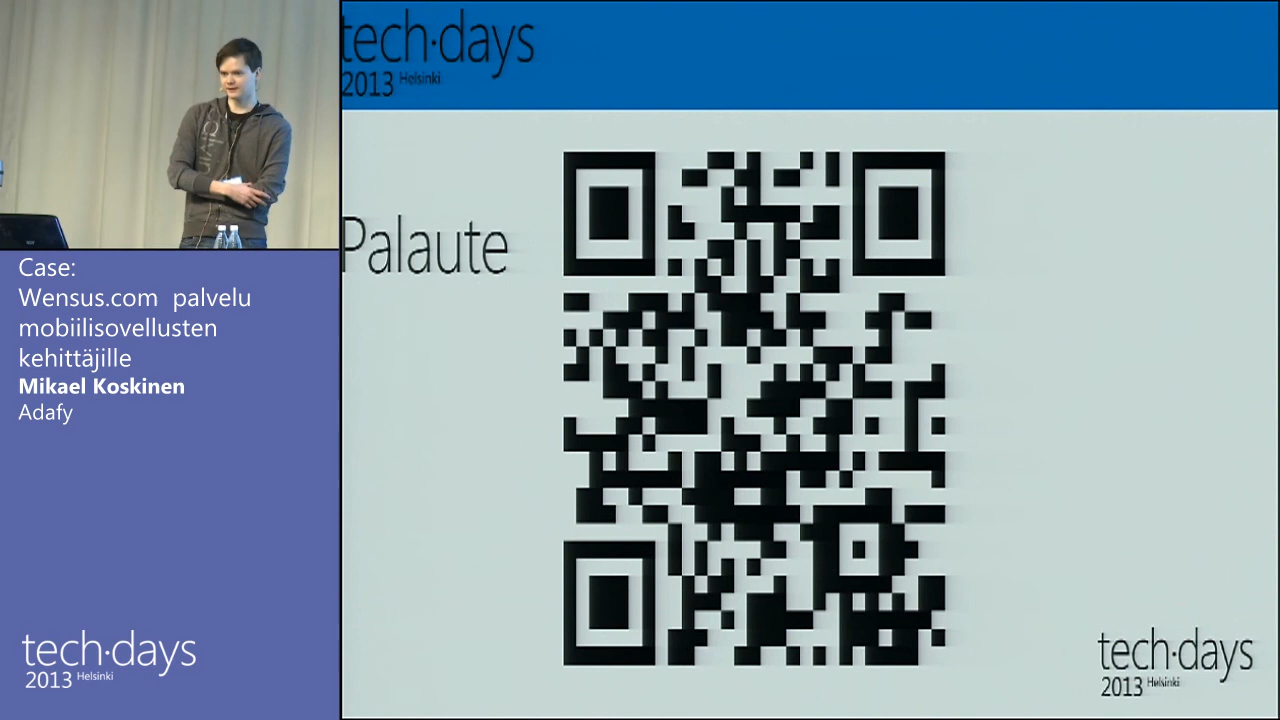 tech·days
2013 Helsinki
Palaute
Case:
Wensus.com palvelu
mobiilisovellusten
kehittäjille
Mikael Koskinen
Adafy
tech·days
2013 Helsinki
tech·days
2013 Helsinki